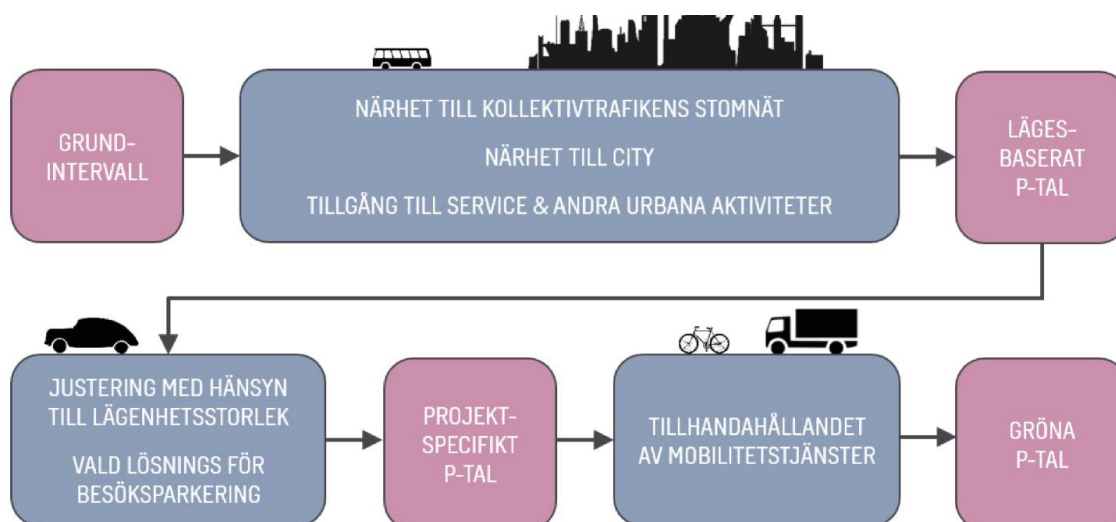 GRUND-
INTERVALL
NÄRHET TILL KOLLEKTIVTRAFIKENS STOMNÄT
NÄRHET TILL CITY
TILLGÅNG TILL SERVICE & ANDRA URBANA AKTIVITETER
LÄGES-
BASERAT
P-TAL
JUSTERING MED HÄNSYN
TILL LÄGENHETSSTORLEK
VALD LÖSNINGS FÖR
BESÖKSPARKERING
PROJEKT-
SPECIFIKT
P-TAL
TILLHANDAHÅLLANDET
AV MOBILITETSTJÄNSTER
GRÖNA
P-TAL